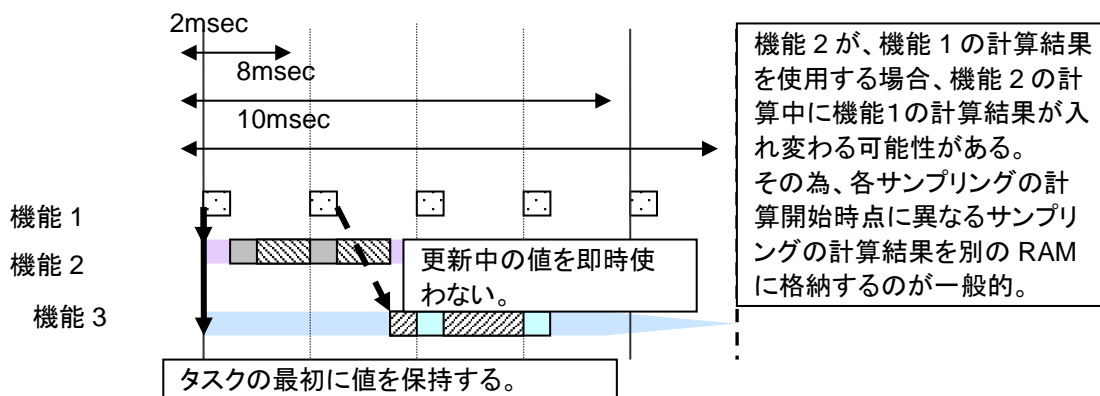 2msec
8msec
10msec
機能 1
機能 2
機能 3
更新中の値を即時使
わない。
タスクの最初に値を保持する。
機能 2 が、機能 1 の計算結果
を使用する場合、機能 2 の計
算中に機能1の計算結果が入
れ変わる可能性がある。
その為、各サンプリングの計
算開始時点に異なるサンプリ
ングの計算結果を別の RAM
に格納するのが一般的。